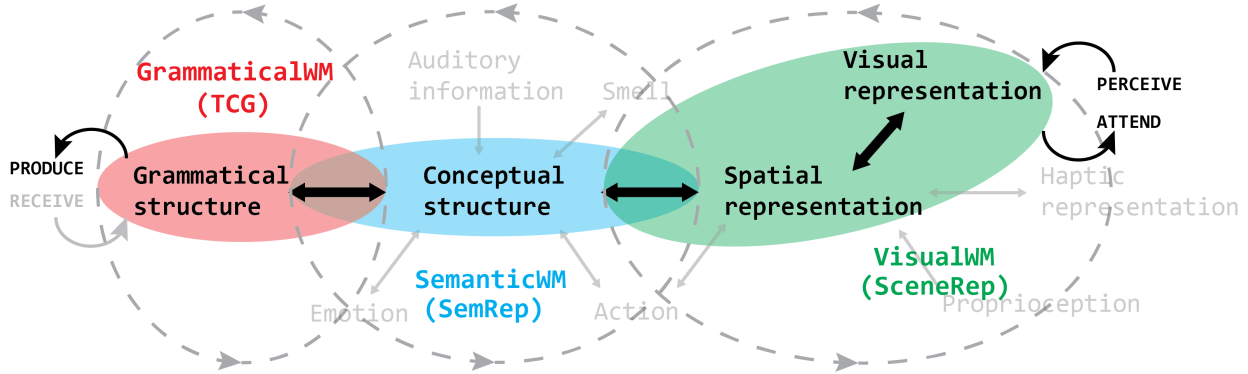 GrammaticalWM
(TCG)
Auditory
information
Smell
Visual
representation
PERCEIVE
ATTEND
PRODUCE
RECEIVE
Grammatical
structure
Conceptual
structure
Spatial
representation
Haptic
representation
SemanticWM
(SemRep)
VisualWM
(SceneRep)
Emotion
Action
Proprioception